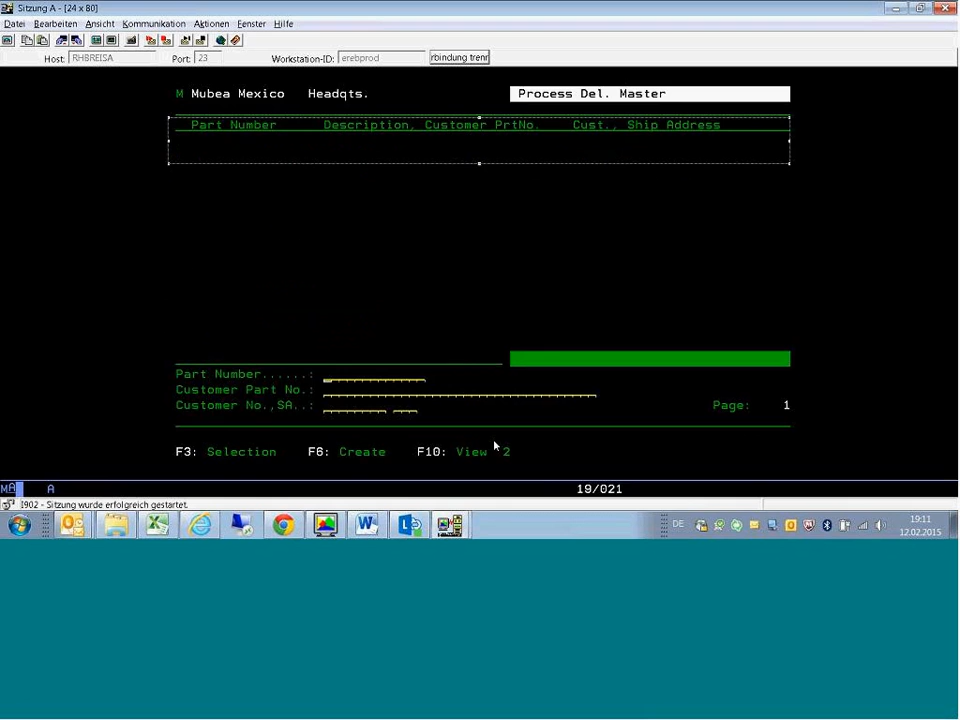 Sitzung A - [24 x 80]
Datei Bearbeiten Ansicht Kommunikation Aktionen Fenster Hilfe
Host: RHBREISA Port: 23 Workstation-ID: erebprod rbindung trenr
M Mubea Mexico Headqts. Process Del. Master
Part Number Description, Customer PrtNo. Cust., Ship Address
Part Number......:
Customer Part No.:
Customer No.,SA..: Page: 1
F3: Selection F6: Create F10: View 2
MA A 19/021
I902 - Sitzung wurde erfolgreich gestartet.
DE 19:11
12.02.2015